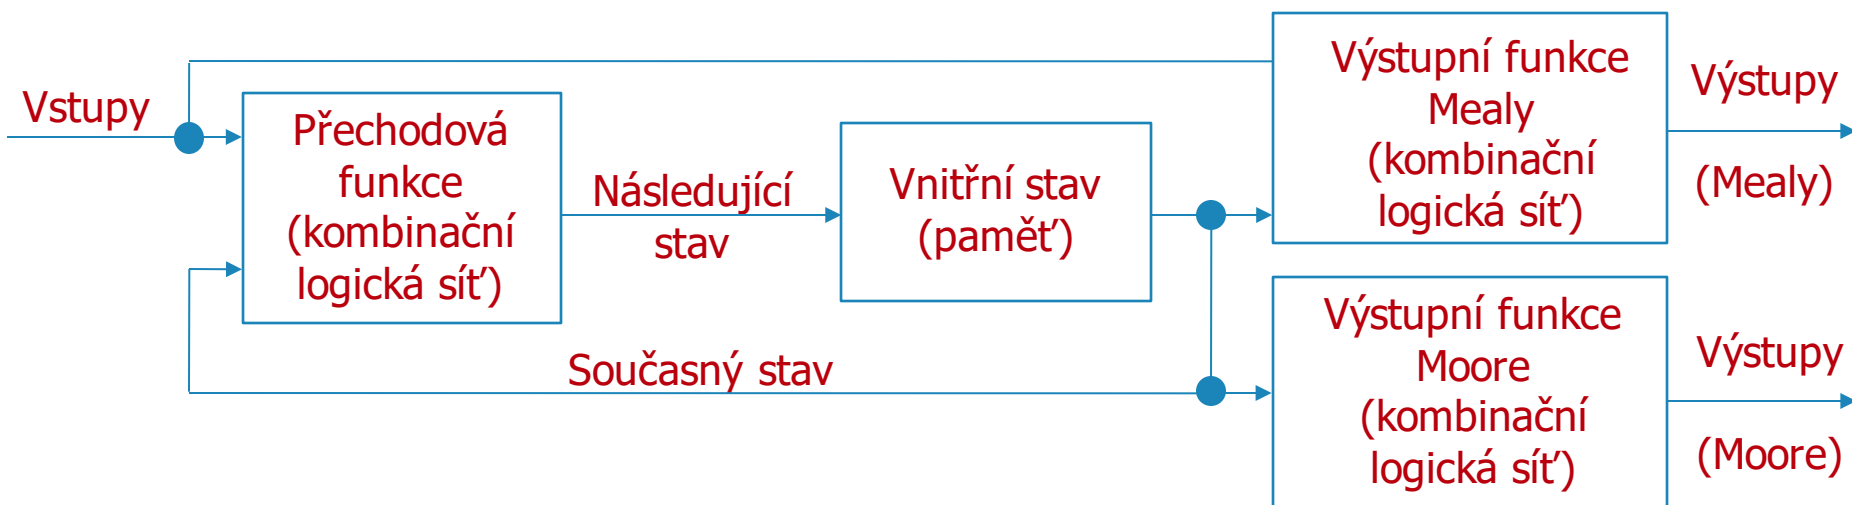 Vstupy
Přechodová
funkce
(kombinační
logická síť)
Následující
stav
Vnitřní stav
(paměť)
Současný stav
Výstupní funkce
Mealy
(kombinační
logická síť)
Výstupy
(Mealy)
Výstupní funkce
Moore
(kombinační
logická síť)
Výstupy
(Moore)